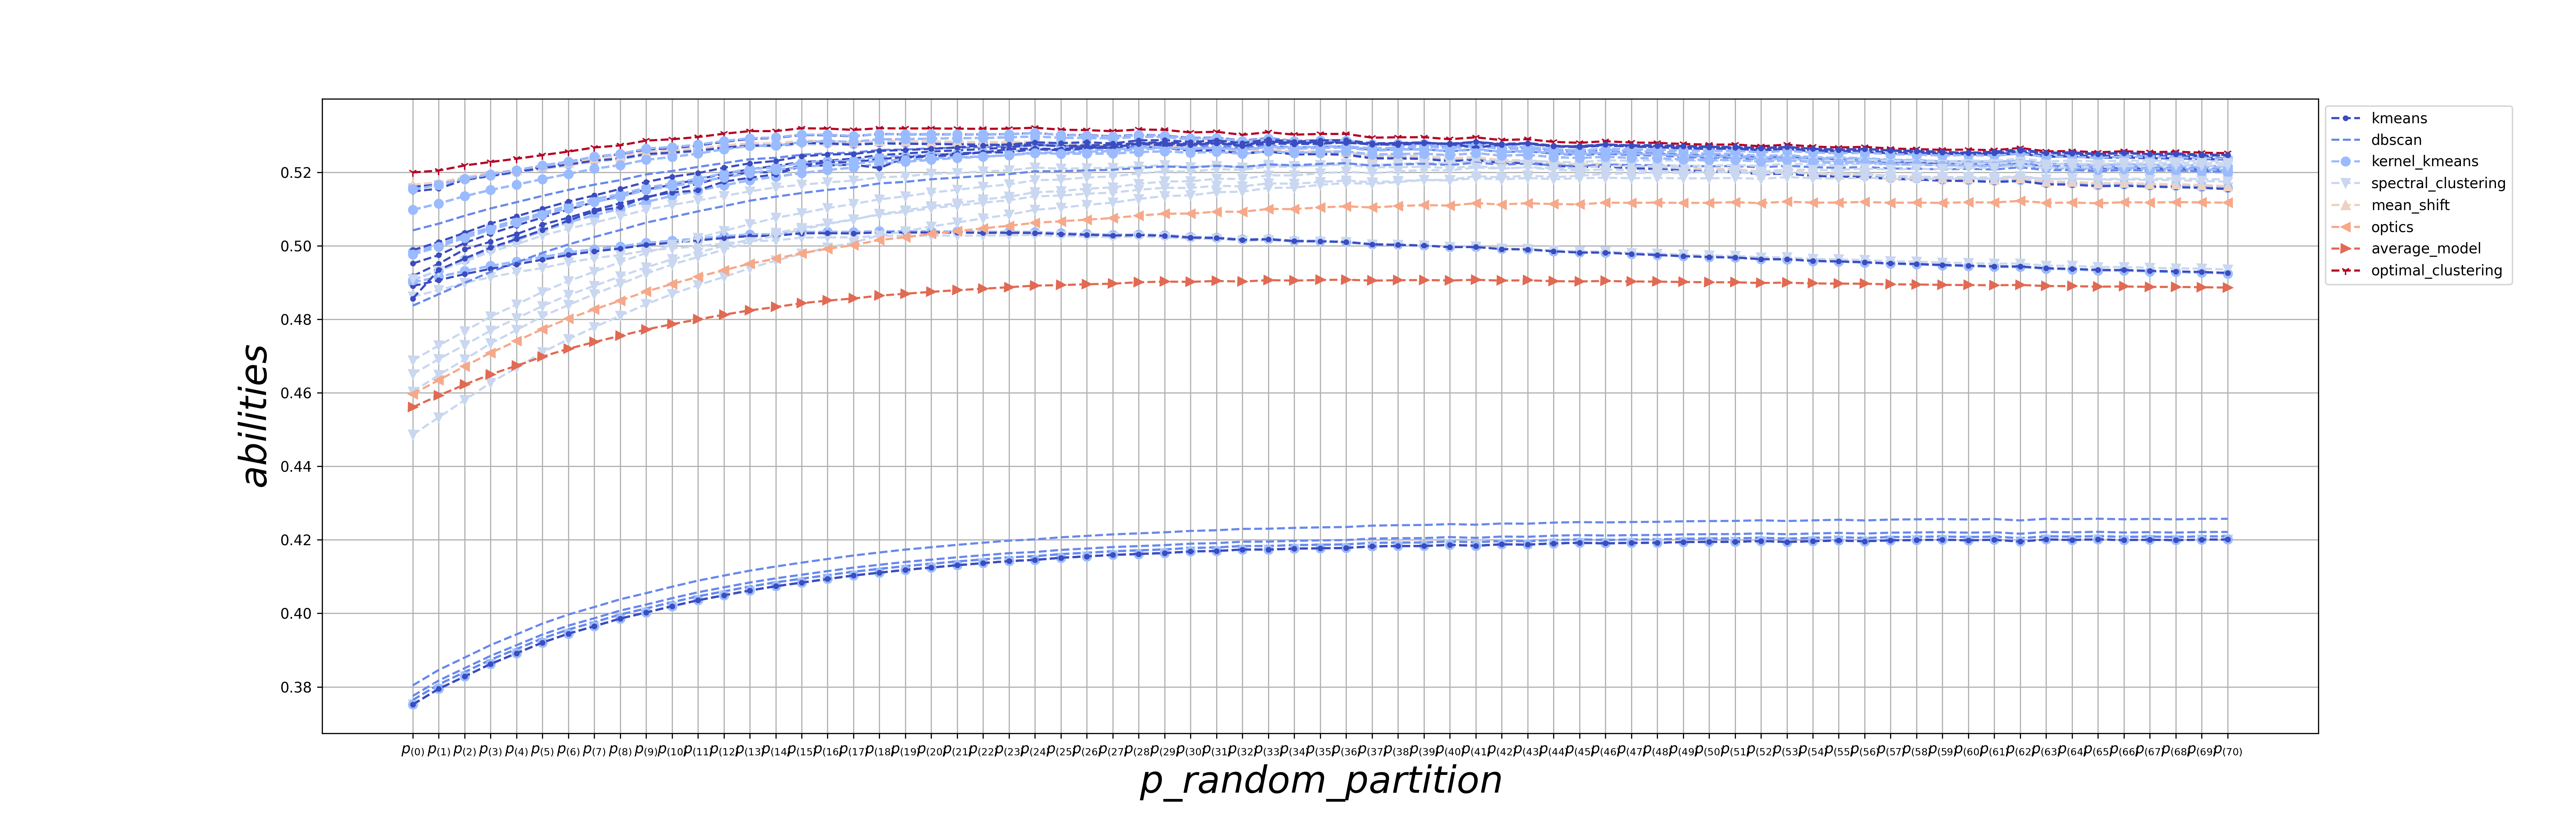 kmeans
dbscan
kernel_kmeans
spectral_clustering
mean_shift
optics
average_model
optimal_clustering
0.52
0.50
0.48
0.46
0.44
0.42
0.40
0.38
abilities
p(0) p(1) p(2) p(3) p(4) p(5) p(6) p(7) p(8) p(9) p(10) p(11) p(12) p(13) p(14) p(15) p(16) p(17) p(18) p(19) p(20) p(21) p(22) p(23) p(24) p(25) p(26) p(27) p(28) p(29) p(30) p(31) p(32) p(33) p(34) p(35) p(36) p(37) p(38) p(39) p(40) p(41) p(42) p(43) p(44) p(45) p(46) p(47) p(48) p(49) p(50) p(51) p(52) p(53) p(54) p(55) p(56) p(57) p(58) p(59) p(60) p(61) p(62) p(63) p(64) p(65) p(66) p(67) p(68) p(69) p(70)
p_random_partition